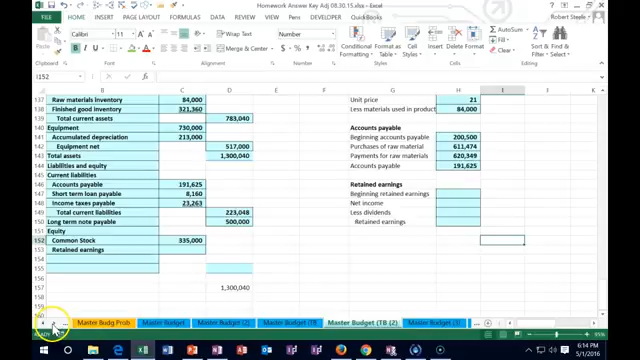 Homework Answer Key Adj 08.30.15.xlsx - Excel
FILE HOME INSERT PAGE LAYOUT FORMULAS DATA REVIEW VIEW DEVELOPER QuickBooks
Robert Steele
Calibri 11 Wrap Text Number AutoSum
Paste Merge & Center Conditional Formatting Format as Table Cell Styles Insert Delete Format Sort & Filter Find & Select
Clipboard Font Alignment Number Styles Cells Editing
I152
B C D E F G H I J
137 Raw materials inventory 84,000 Unit price 21
138 Finished good inventory 321,360 Less materials used in product 84,000
139 Total current assets 783,040
140 Equipment 730,000 Accounts payable
141 Accumulated depreciation 213,000 Beginning accounts payable 200,500
142 Equipment net 517,000 Purchases of raw material 611,474
143 Total assets 1,300,040 Payments for raw materials 620,349
144 Liabilities and equity Accounts payable 191,625
145 Current liabilities
146 Accounts payable 191,625 Retained earnings
147 Short term loan payable 8,160 Beginning retained earnings
148 Income taxes payable 23,263 Net income
149 Total current liabilities 223,048 Less dividends
150 Long term note payable 500,000 Retained earnings
151 Equity
152 Common Stock 335,000
153 Retained earnings
154
155
156
157 1,300,040
158
159
160
... Master Budg Prob Master Budget Master Budget (2) Master Budget (TB) Master Budget (TB (2) Master Budget (3) ...
READY 95%
6:14 PM
5/1/2016